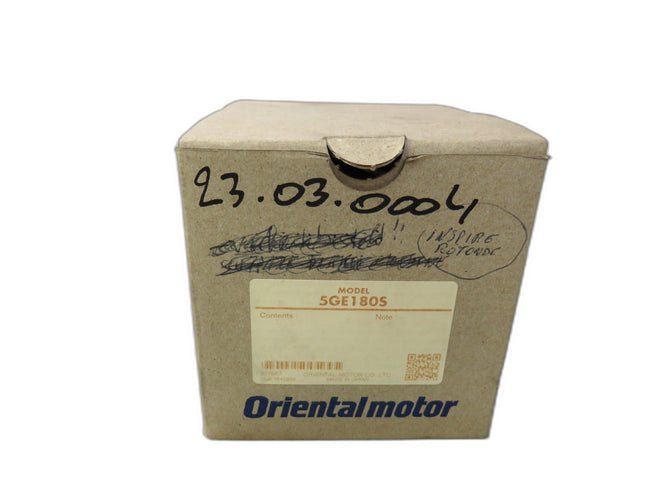 23.03.0004
INSPIRE
ROTONDE
MODEL
5GE180S
Contents
Note
ORIENTAL MOTOR CO., LTD.
MADE IN JAPAN
Orientalmotor